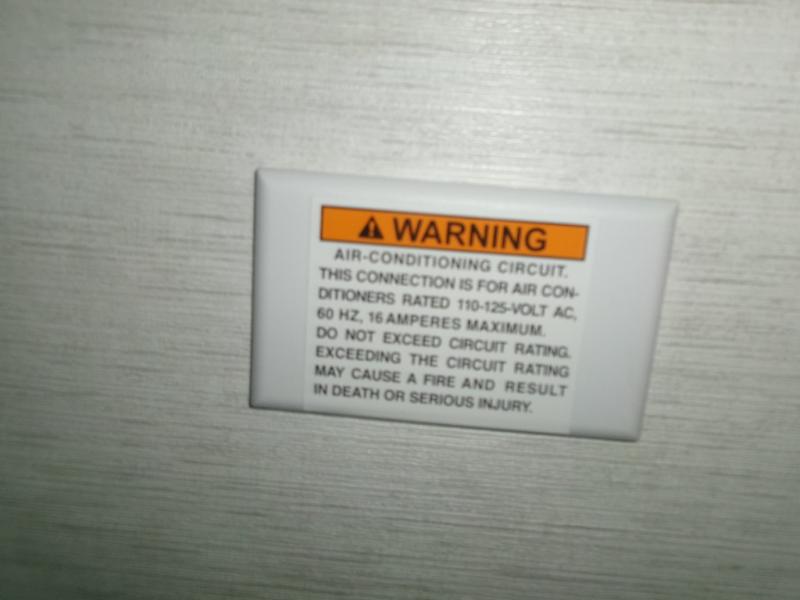 WARNING
AIR-CONDITIONING CIRCUIT.
THIS CONNECTION IS FOR AIR CON-
DITIONERS RATED 110-125-VOLT AC,
60 HZ, 16 AMPERES MAXIMUM.
DO NOT EXCEED CIRCUIT RATING.
EXCEEDING THE CIRCUIT RATING
MAY CAUSE A FIRE AND RESULT
IN DEATH OR SERIOUS INJURY.